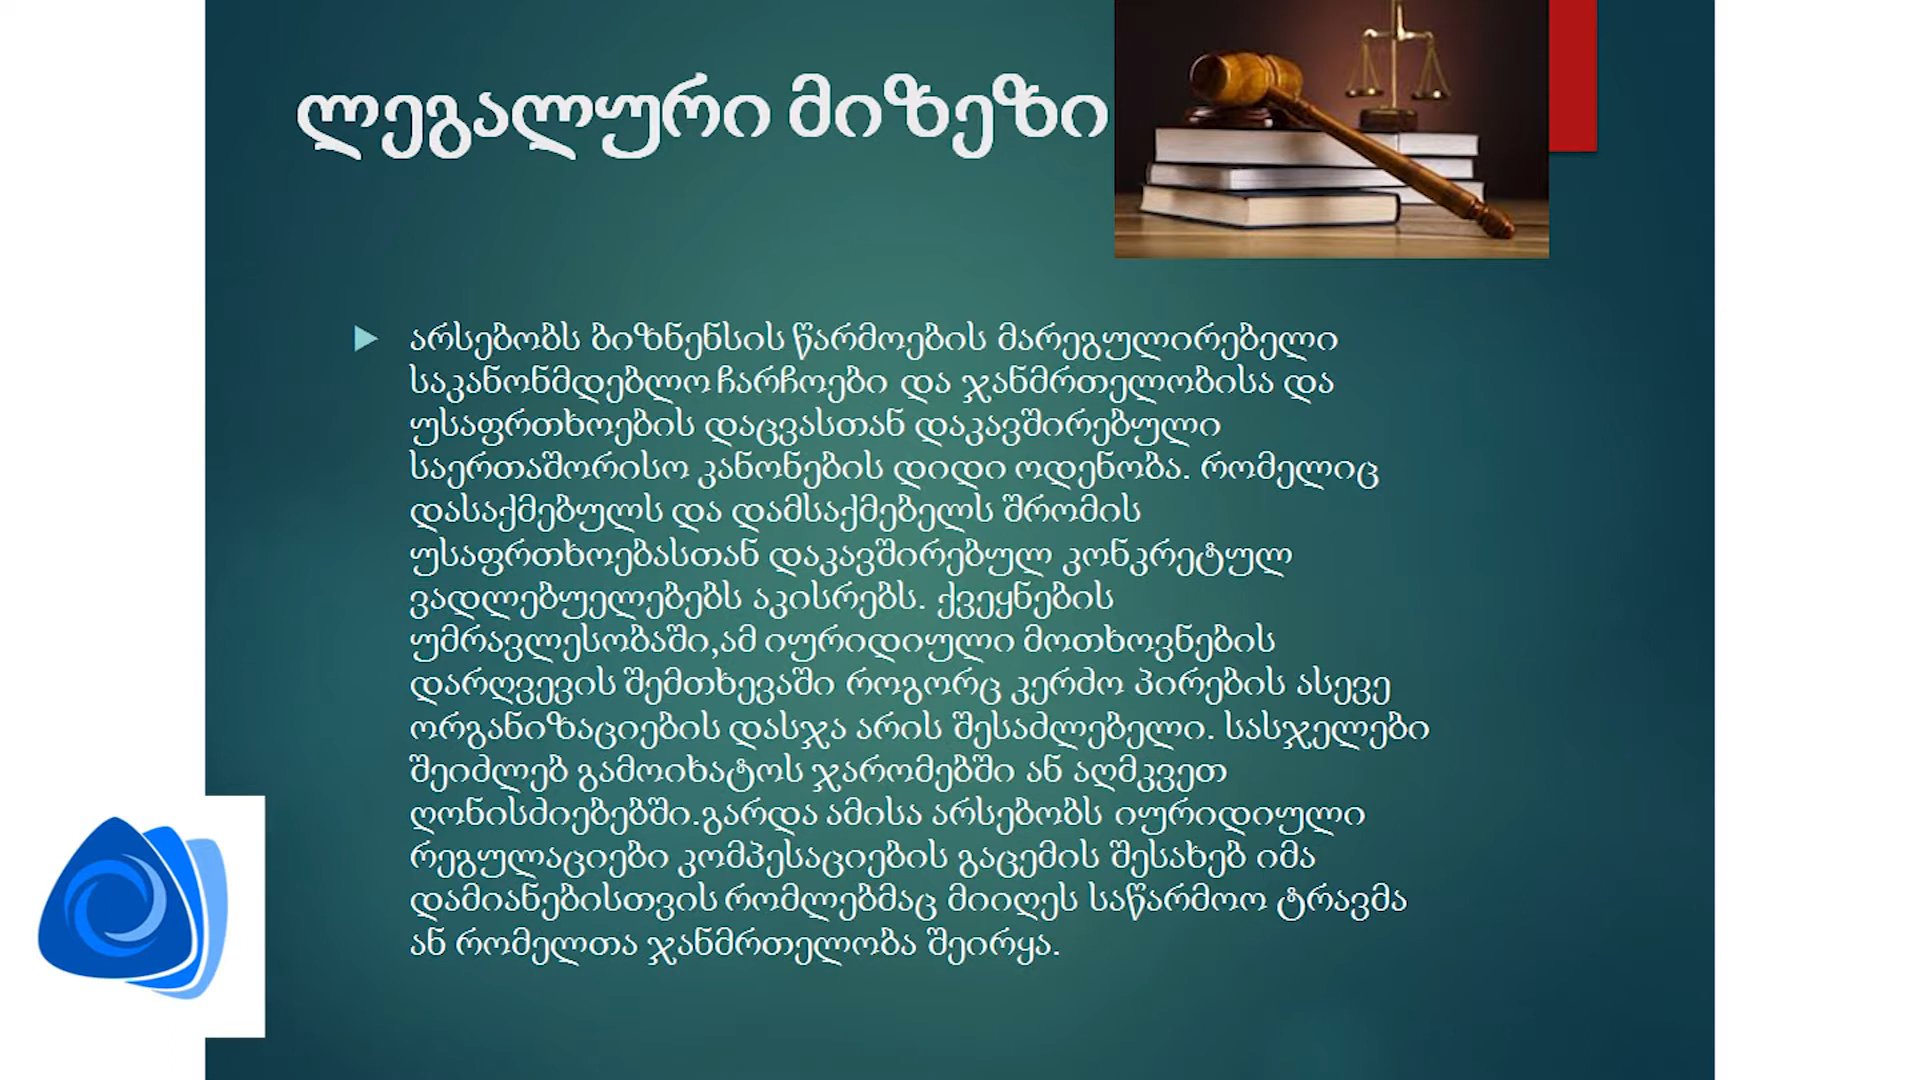 ლეგალური მიზეზი
არსებობს ბიზნენსის წარმოების მარეგულირებელი
საკანონმდებლო ჩარჩოები და ჯანმრთელობისა და
უსაფრთხოების დაცვასთან დაკავშირებული
საერთაშორისო კანონების დიდი ოდენობა. რომელიც
დასაქმებულს და დამსაქმებელს შრომის
უსაფრთხოებასთან დაკავშირებულ კონკრეტულ
ვადლებუელებებს აკისრებს. ქვეყნების
უმრავლესობაში,ამ იურიდიული მოთხოვნების
დარღვევის შემთხევაში როგორც კერძო პირების ასევე
ორგანიზაციების დასჯა არის შესაძლებელი. სასჯელები
შეიძლებ გამოიხატოს ჯარომებში ან აღმკვეთ
ღონისძიებებში.გარდა ამისა არსებობს იურიდიული
რეგულაციები კომპესაციების გაცემის შესახებ იმა
დამიანებისთვის რომლებმაც მიიღეს საწარმოო ტრავმა
ან რომელთა ჯანმრთელობა შეირყა.